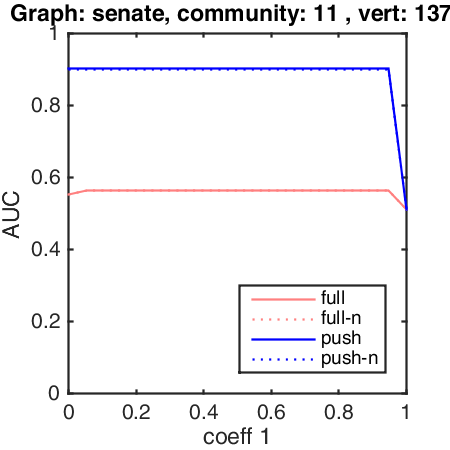 Graph: senate, community: 11 , vert: 137
1
0.8
0.6
0.4
0.2
0
AUC
0 0.2 0.4 0.6 0.8 1
coeff 1
full
full-n
push
push-n